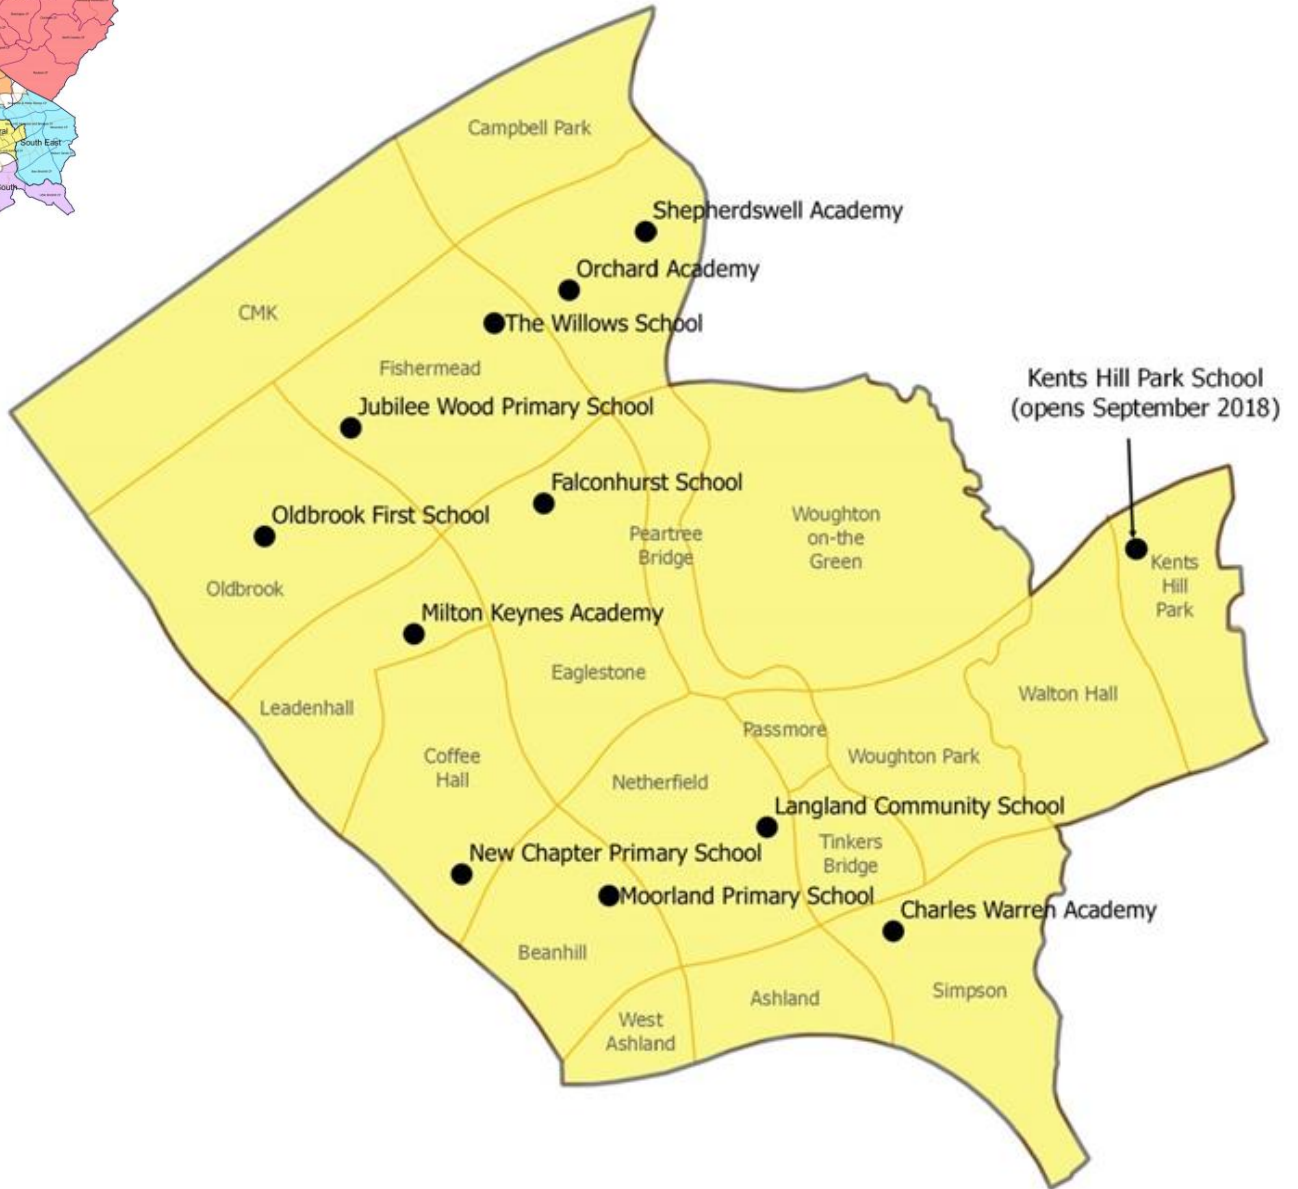 South East
Campbell Park
Shepherdswell Academy
Orchard Academy
CMK
The Willows School
Fishermead
Kents Hill Park School
(opens September 2018)
Jubilee Wood Primary School
Falconhurst School
Oldbrook First School
Woughton
on-the
Green
Peartree
Bridge
Kents
Hill
Park
Oldbrook
Milton Keynes Academy
Eaglestone
Walton Hall
Leadenhall
Passmore
Coffee
Hall
Woughton Park
Netherfield
Langland Community School
Tinkers
Bridge
New Chapter Primary School
Moorland Primary School
Charles Warren Academy
Beanhill
Simpson
Ashland
West
Ashland